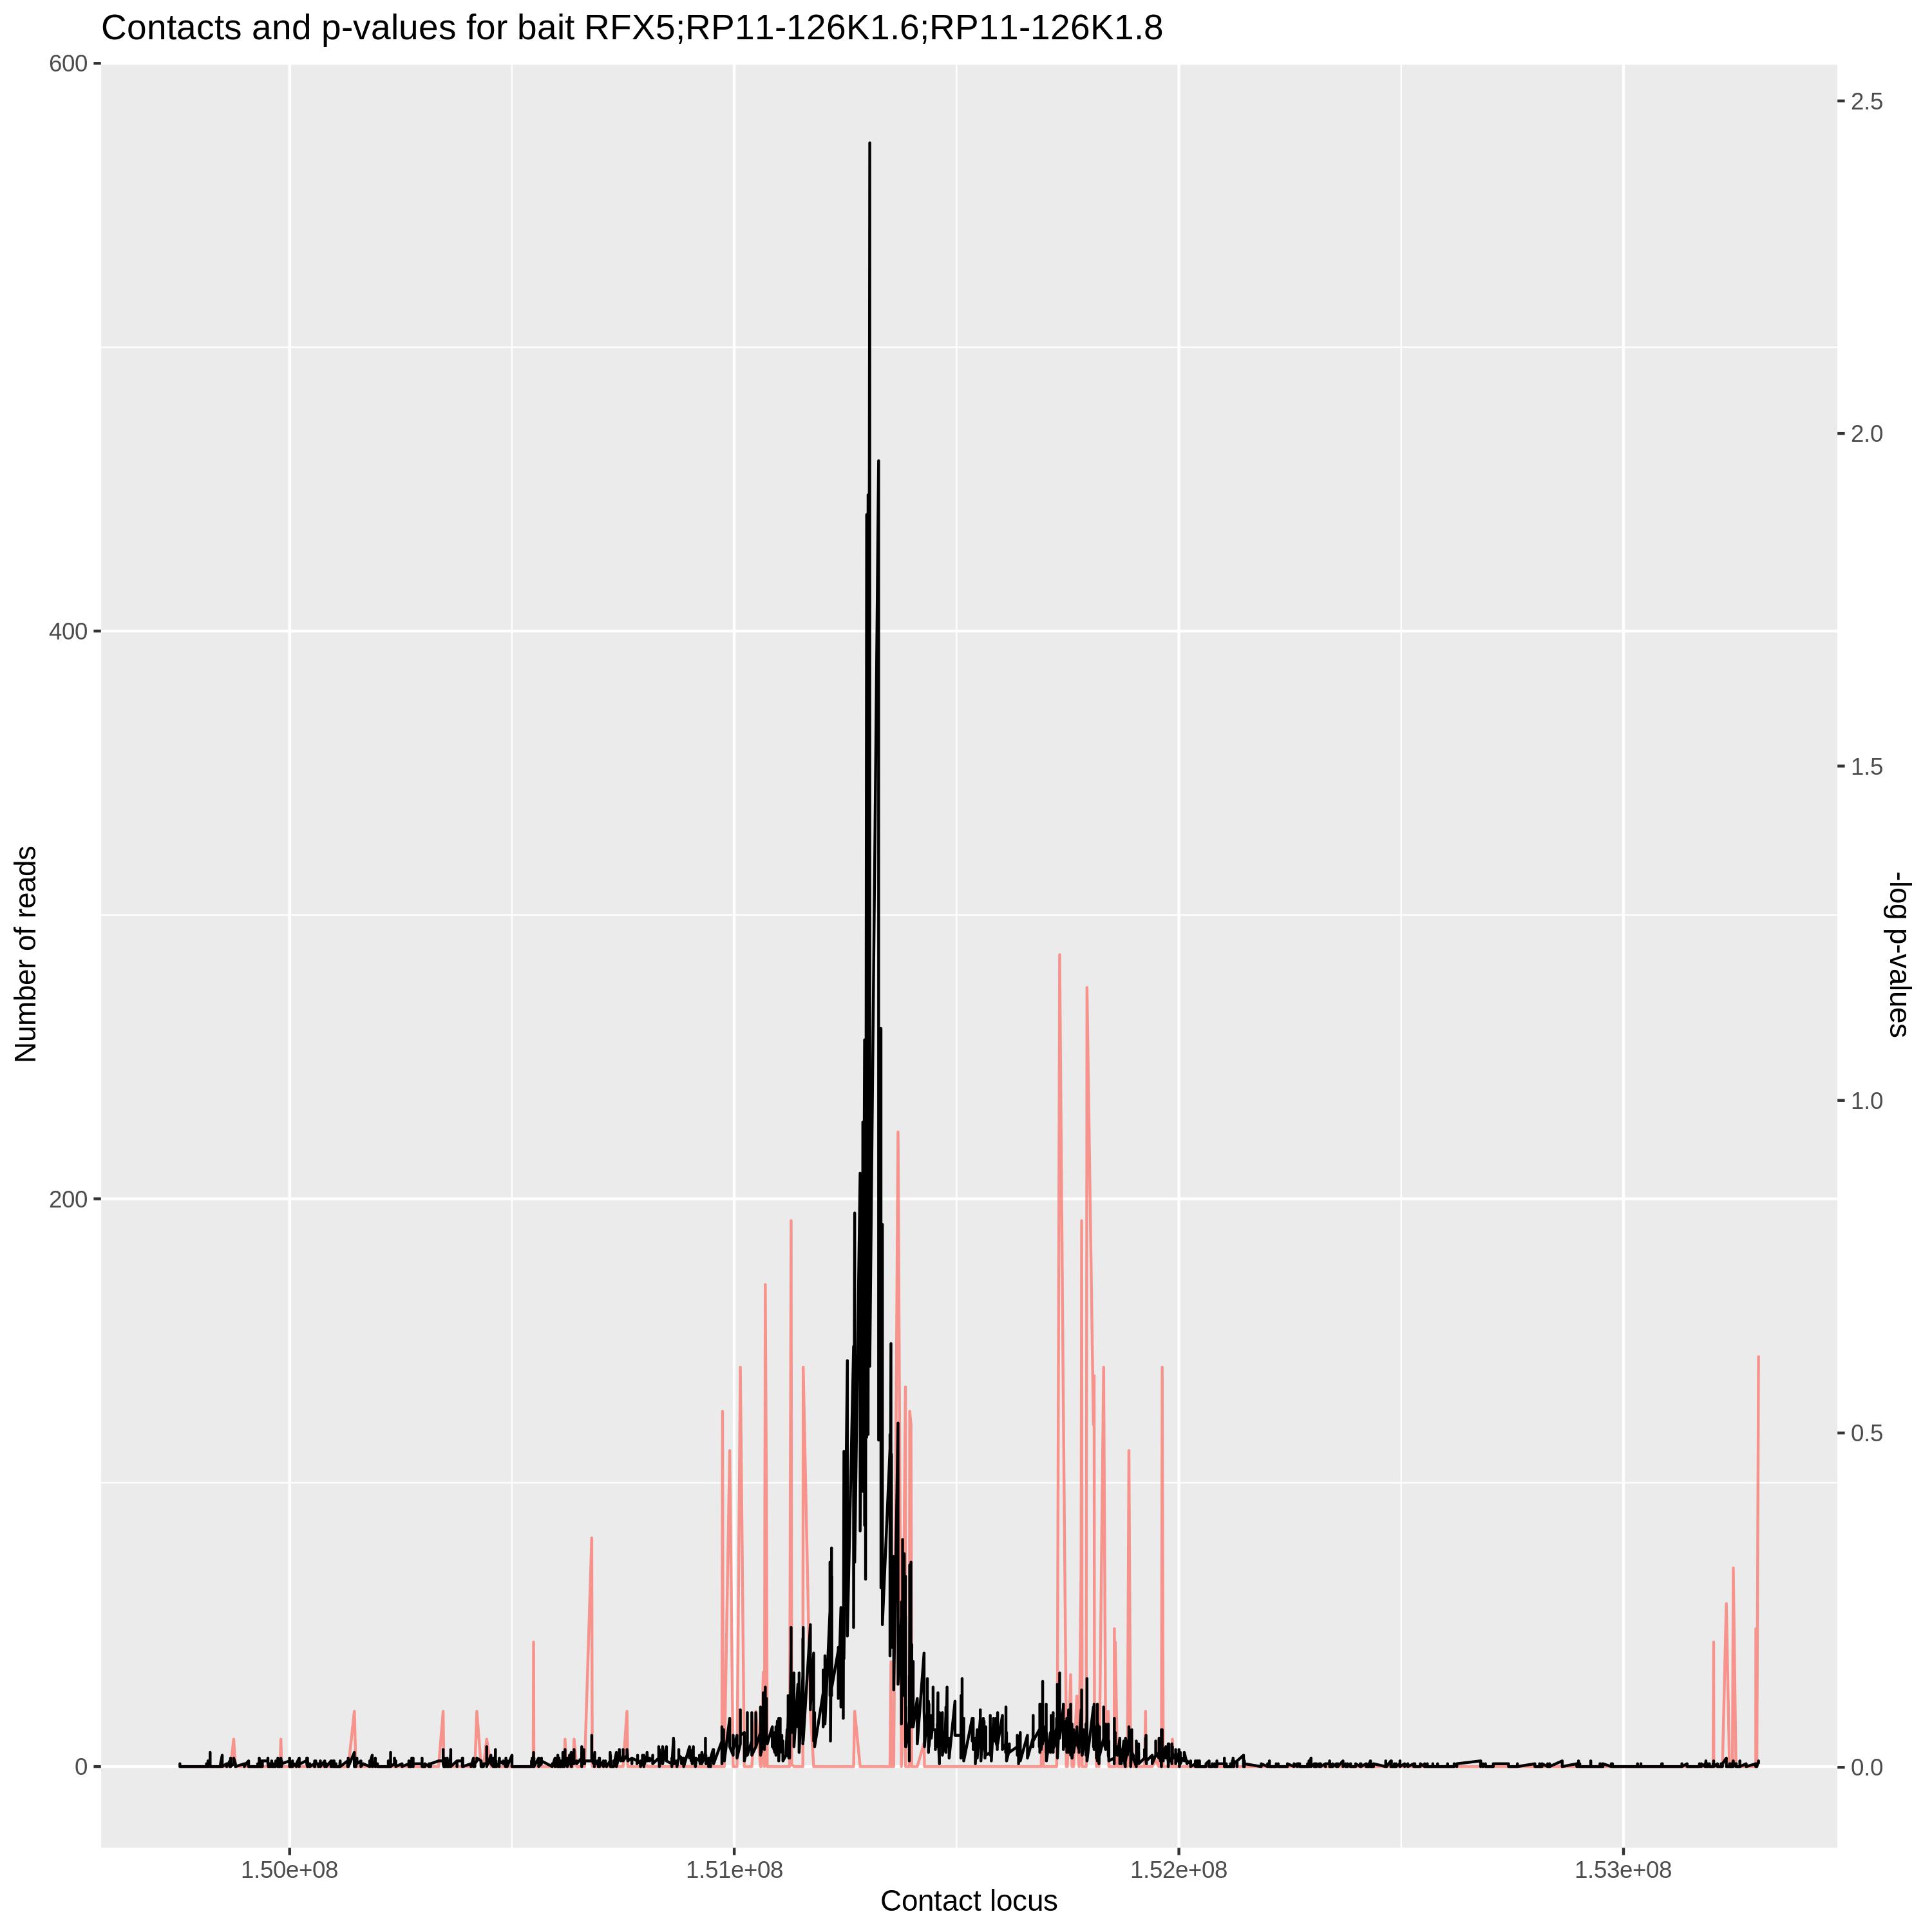 Contacts and p-values for bait RFX5;RP11-126K1.6;RP11-126K1.8
600
400
200
0
Number of reads
2.5
2.0
1.5
1.0
0.5
0.0
-log p-values
1.50e+08
1.51e+08
1.52e+08
1.53e+08
Contact locus